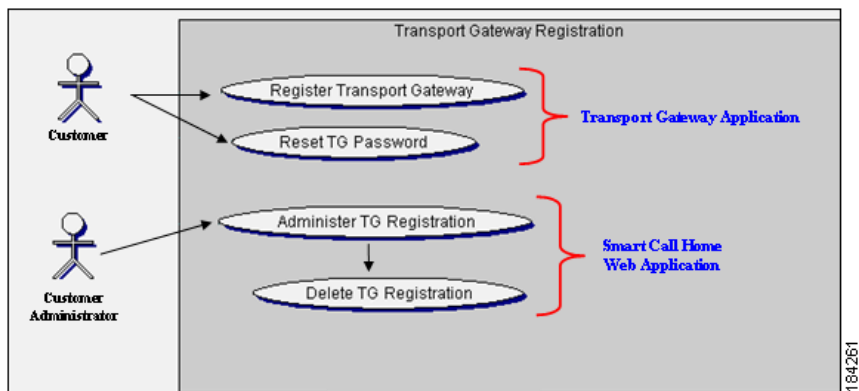 Transport Gateway Registration
Register Transport Gateway
Transport Gateway Application
Customer
Reset TG Password
Administer TG Registration
Smart Call Home
Web Application
Delete TG Registration
Customer
Administrator
184261